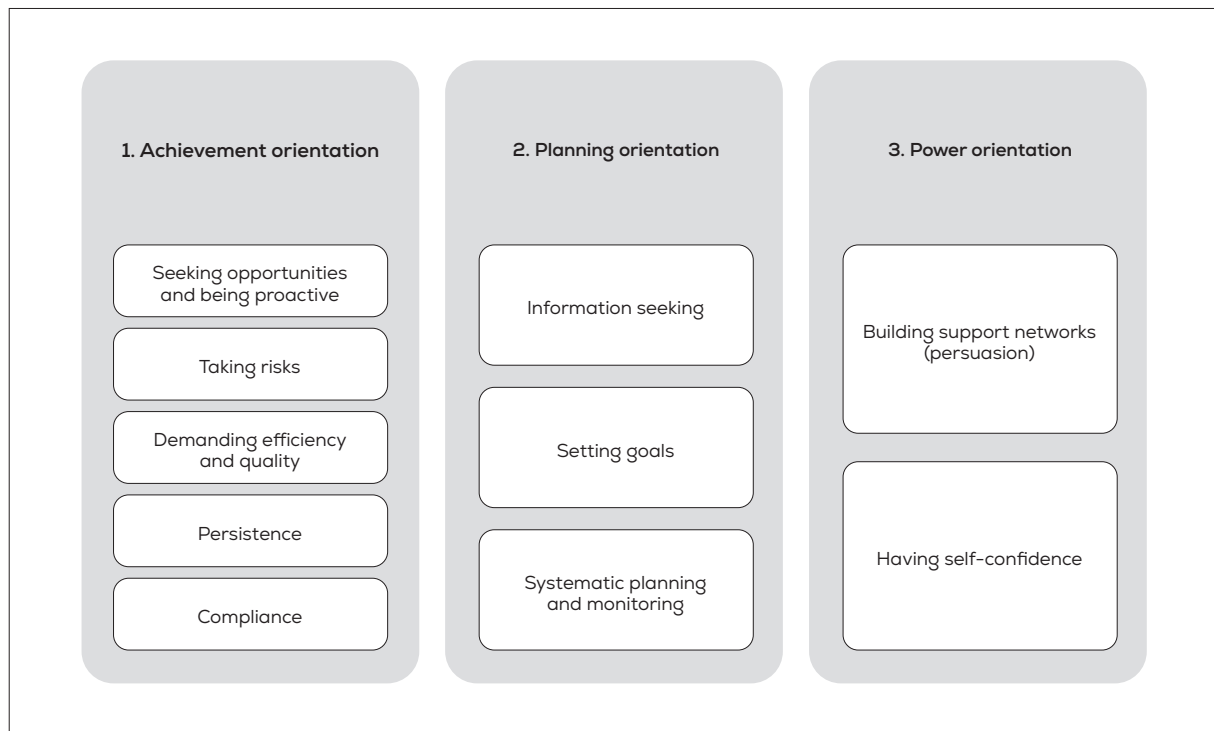 1. Achievement orientation
Seeking opportunities
and being proactive
Taking risks
Demanding efficiency
and quality
Persistence
Compliance
2. Planning orientation
Information seeking
Setting goals
Systematic planning
and monitoring
3. Power orientation
Building support networks
(persuasion)
Having self-confidence